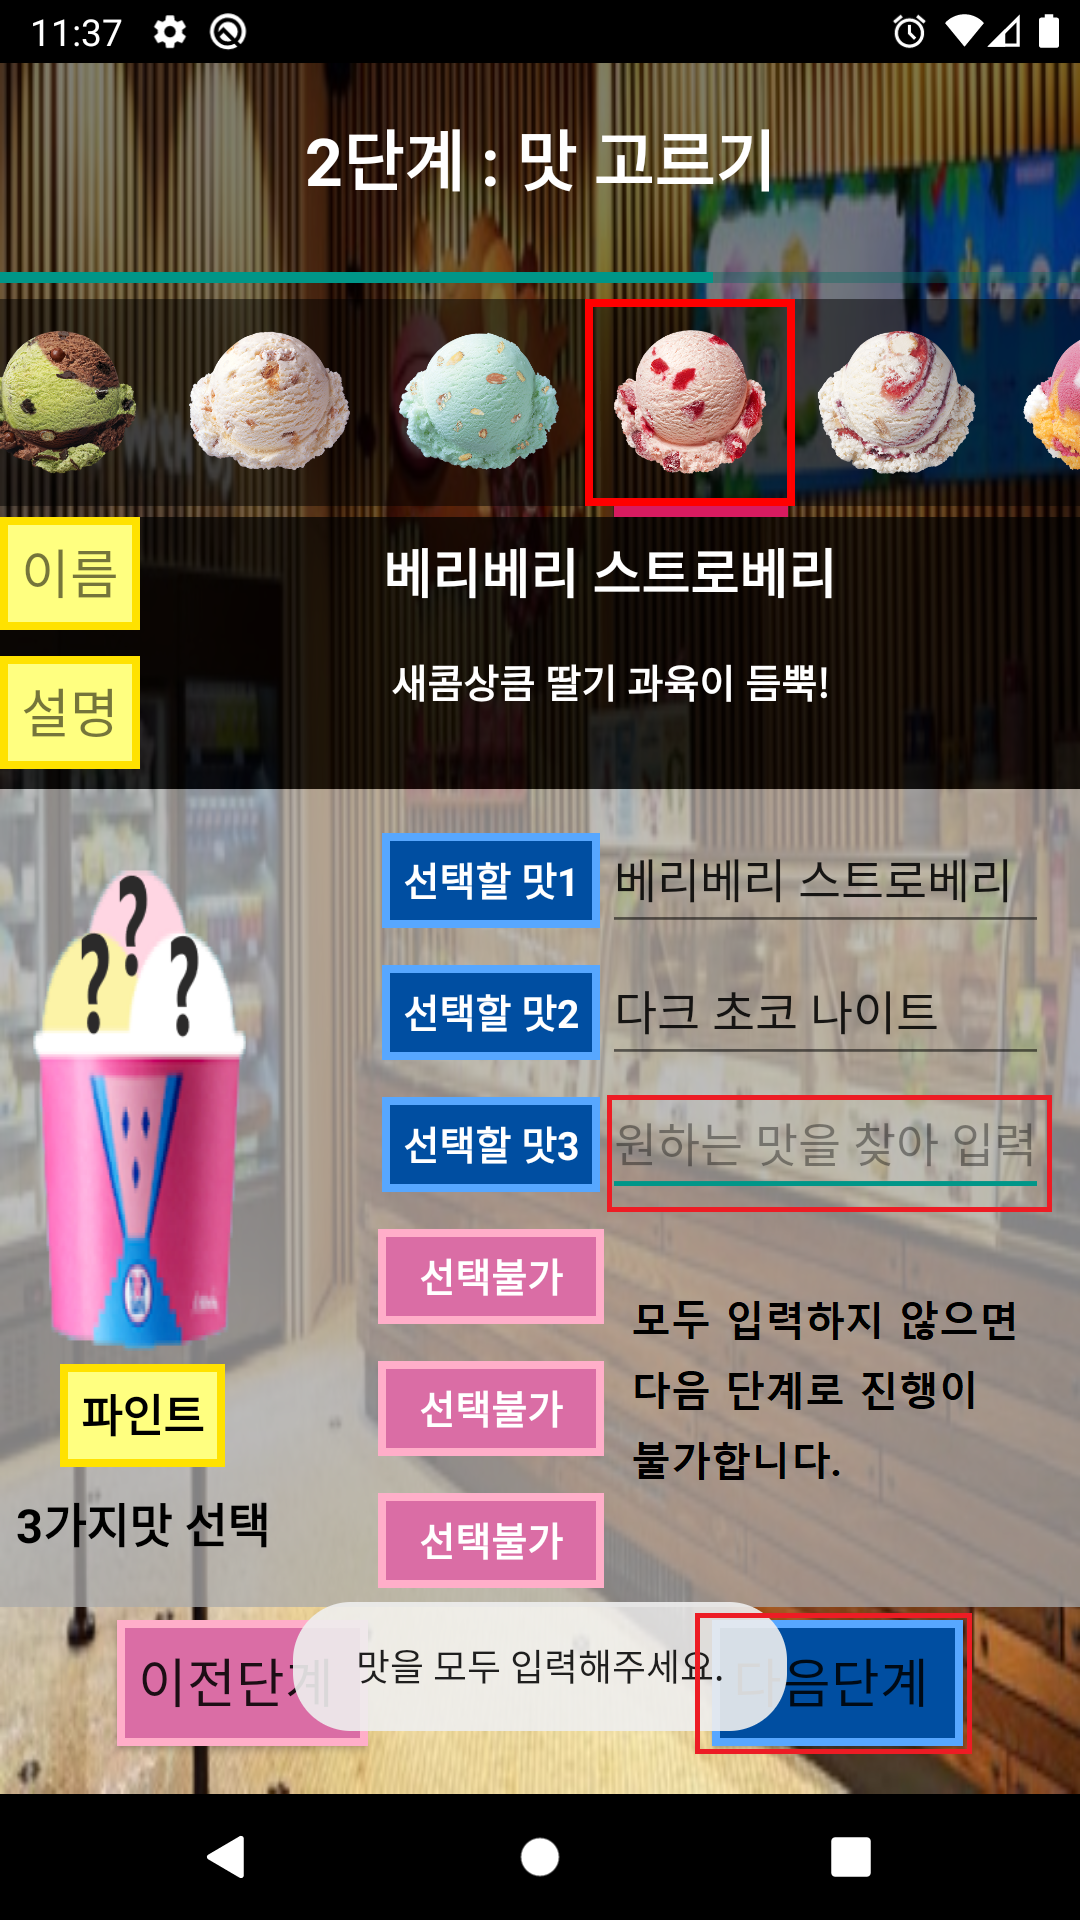 11:37
2단계 : 맛 고르기
이름
베리베리 스트로베리
설명
새콤상큼 딸기 과육이 듬뿍!
선택할 맛1
베리베리 스트로베리
선택할 맛2
다크 초코 나이트
선택할 맛3
원하는 맛을 찾아 입력
선택불가
선택불가
선택불가
모두 입력하지 않으면
다음 단계로 진행이
불가합니다.
? ? ?
파인트
3가지맛 선택
이전단계
맛을 모두 입력해주세요.
다음단계